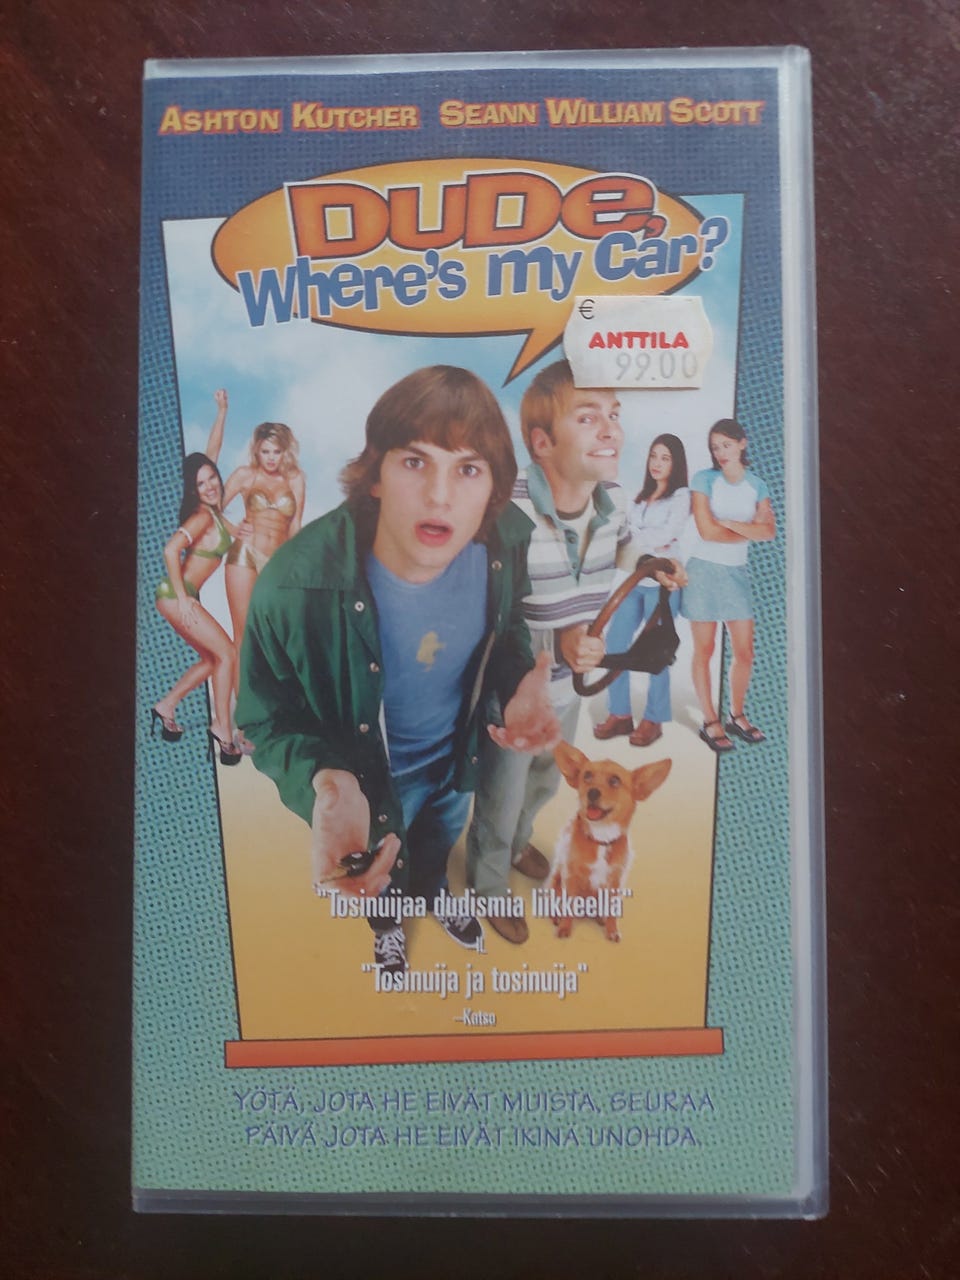 ASHTON KUTCHER SEANN WILLIAM SCOTT
DUDE,
Where's my Car?
€
ANTTILA
99.00
"Tosinuijaa dudismia liikkeellä"
–IL
"Tosinuija ja tosinuija"
–Katso
YÖTÄ, JOTA HE EIVÄT MUISTA, SEURAA
PÄIVÄ JOTA HE EIVÄT IKINÄ UNOHDA.